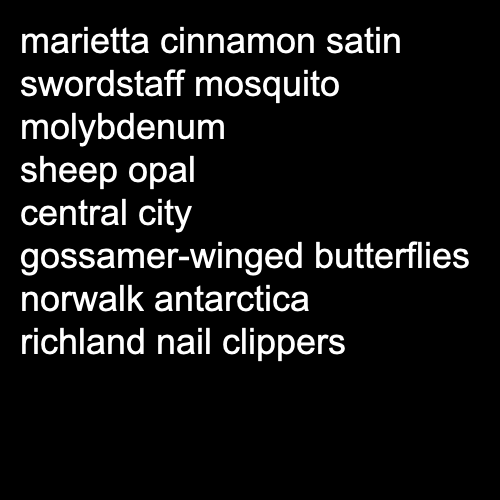 marietta cinnamon satin
swordstaff mosquito
molybdenum
sheep opal
central city
gossamer-winged butterflies
norwalk antarctica
richland nail clippers